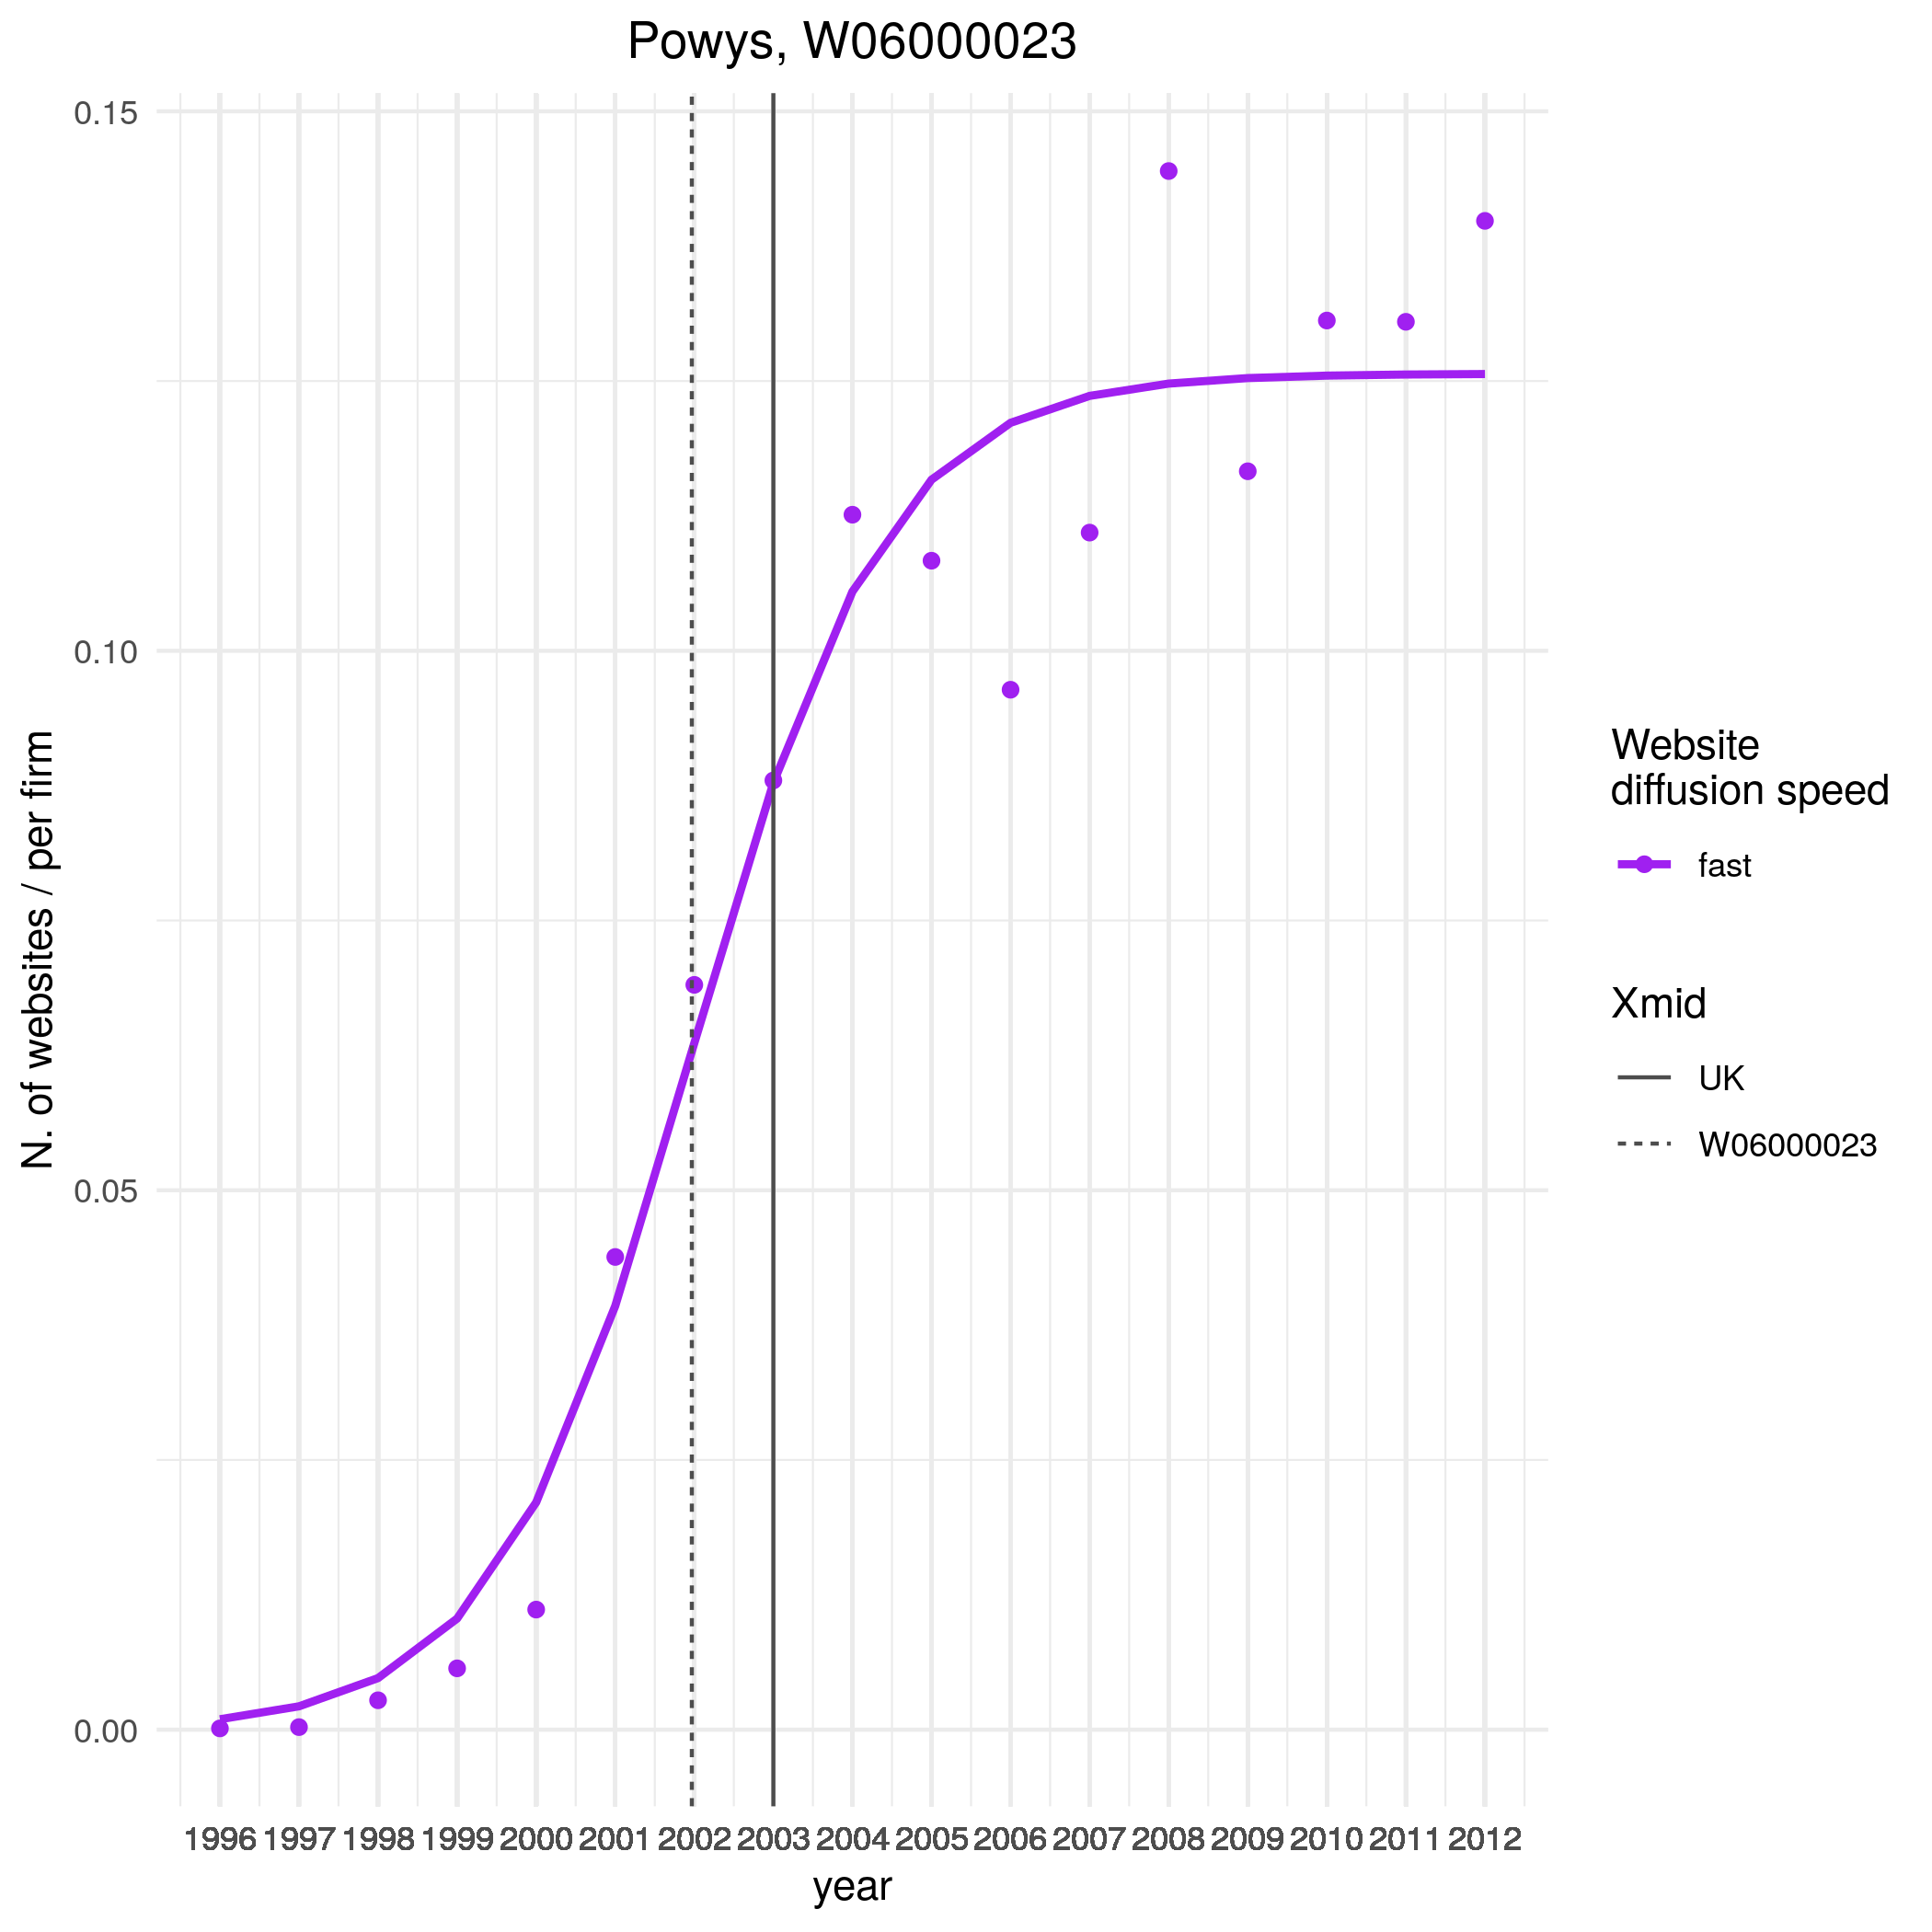 Powys, W06000023
0.15
0.10
0.05
0.00
N. of websites / per firm
1996 1997 1998 1999 2000 2001 2002 2003 2004 2005 2006 2007 2008 2009 2010 2011 2012
year
Website
diffusion speed
fast
Xmid
UK
W06000023